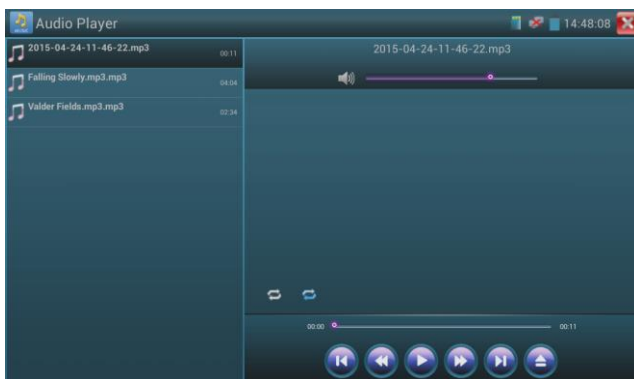 Audio Player
14:48:08
2015-04-24-11-46-22.mp3
00:11
Falling Slowly.mp3.mp3
04:04
Valder Fields.mp3.mp3
02:34
2015-04-24-11-46-22.mp3
00:00
00:11